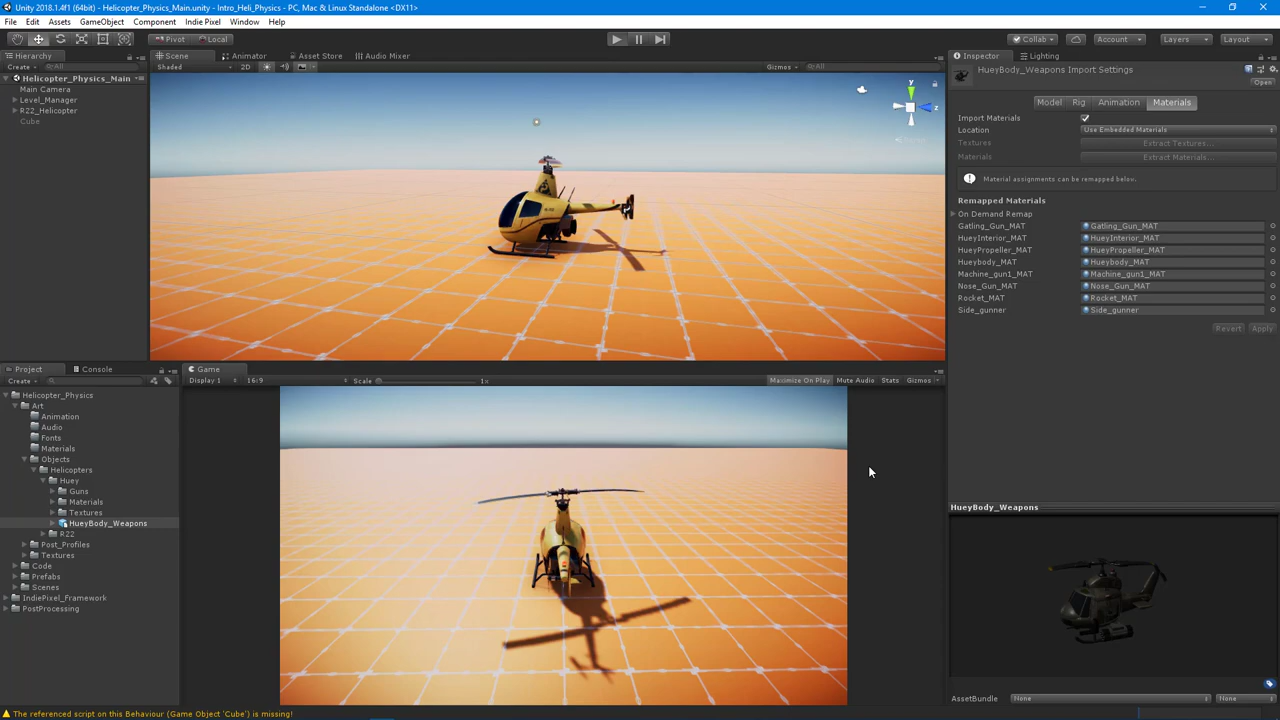 Unity 2018.1.4f1 (64bit) - Helicopter_Physics_Main.unity - Intro_Heli_Physics - PC, Mac & Linux Standalone <DX11>
File Edit Assets GameObject Component Indie Pixel Window Help
Pivot Local Collab Account Layers Layout
Hierarchy Scene Animator Asset Store Audio Mixer Inspector Lighting
Create All Shaded 2D Gizmos All
HueyBody_Weapons Import Settings
Open
Helicopter_Physics_Main
Main Camera
Level_Manager
R22_Helicopter
Cube
y
z
Model Rig Animation Materials
Import Materials
Location Use Embedded Materials
Textures Extract Textures...
Materials Extract Materials...
Material assignments can be remapped below.
Remapped Materials
On Demand Remap
Gatling_Gun_MAT Gatling_Gun_MAT
HueyInterior_MAT HueyInterior_MAT
HueyPropeller_MAT HueyPropeller_MAT
Hueybody_MAT Hueybody_MAT
Machine_gun1_MAT Machine_gun1_MAT
Nose_Gun_MAT Nose_Gun_MAT
Rocket_MAT Rocket_MAT
Side_gunner Side_gunner
Revert Apply
Project Console Game
Create Display 1 16:9 Scale 1x Maximize On Play Mute Audio Stats Gizmos
Helicopter_Physics
Art
Animation
Audio
Fonts
Materials
Objects
Helicopters
Huey
Guns
Materials
Textures
HueyBody_Weapons
R22
Post_Profiles
Textures
Code
Prefabs
Scenes
IndiePixel_Framework
PostProcessing
HueyBody_Weapons
AssetBundle None None
The referenced script on this Behaviour (Game Object 'Cube') is missing!